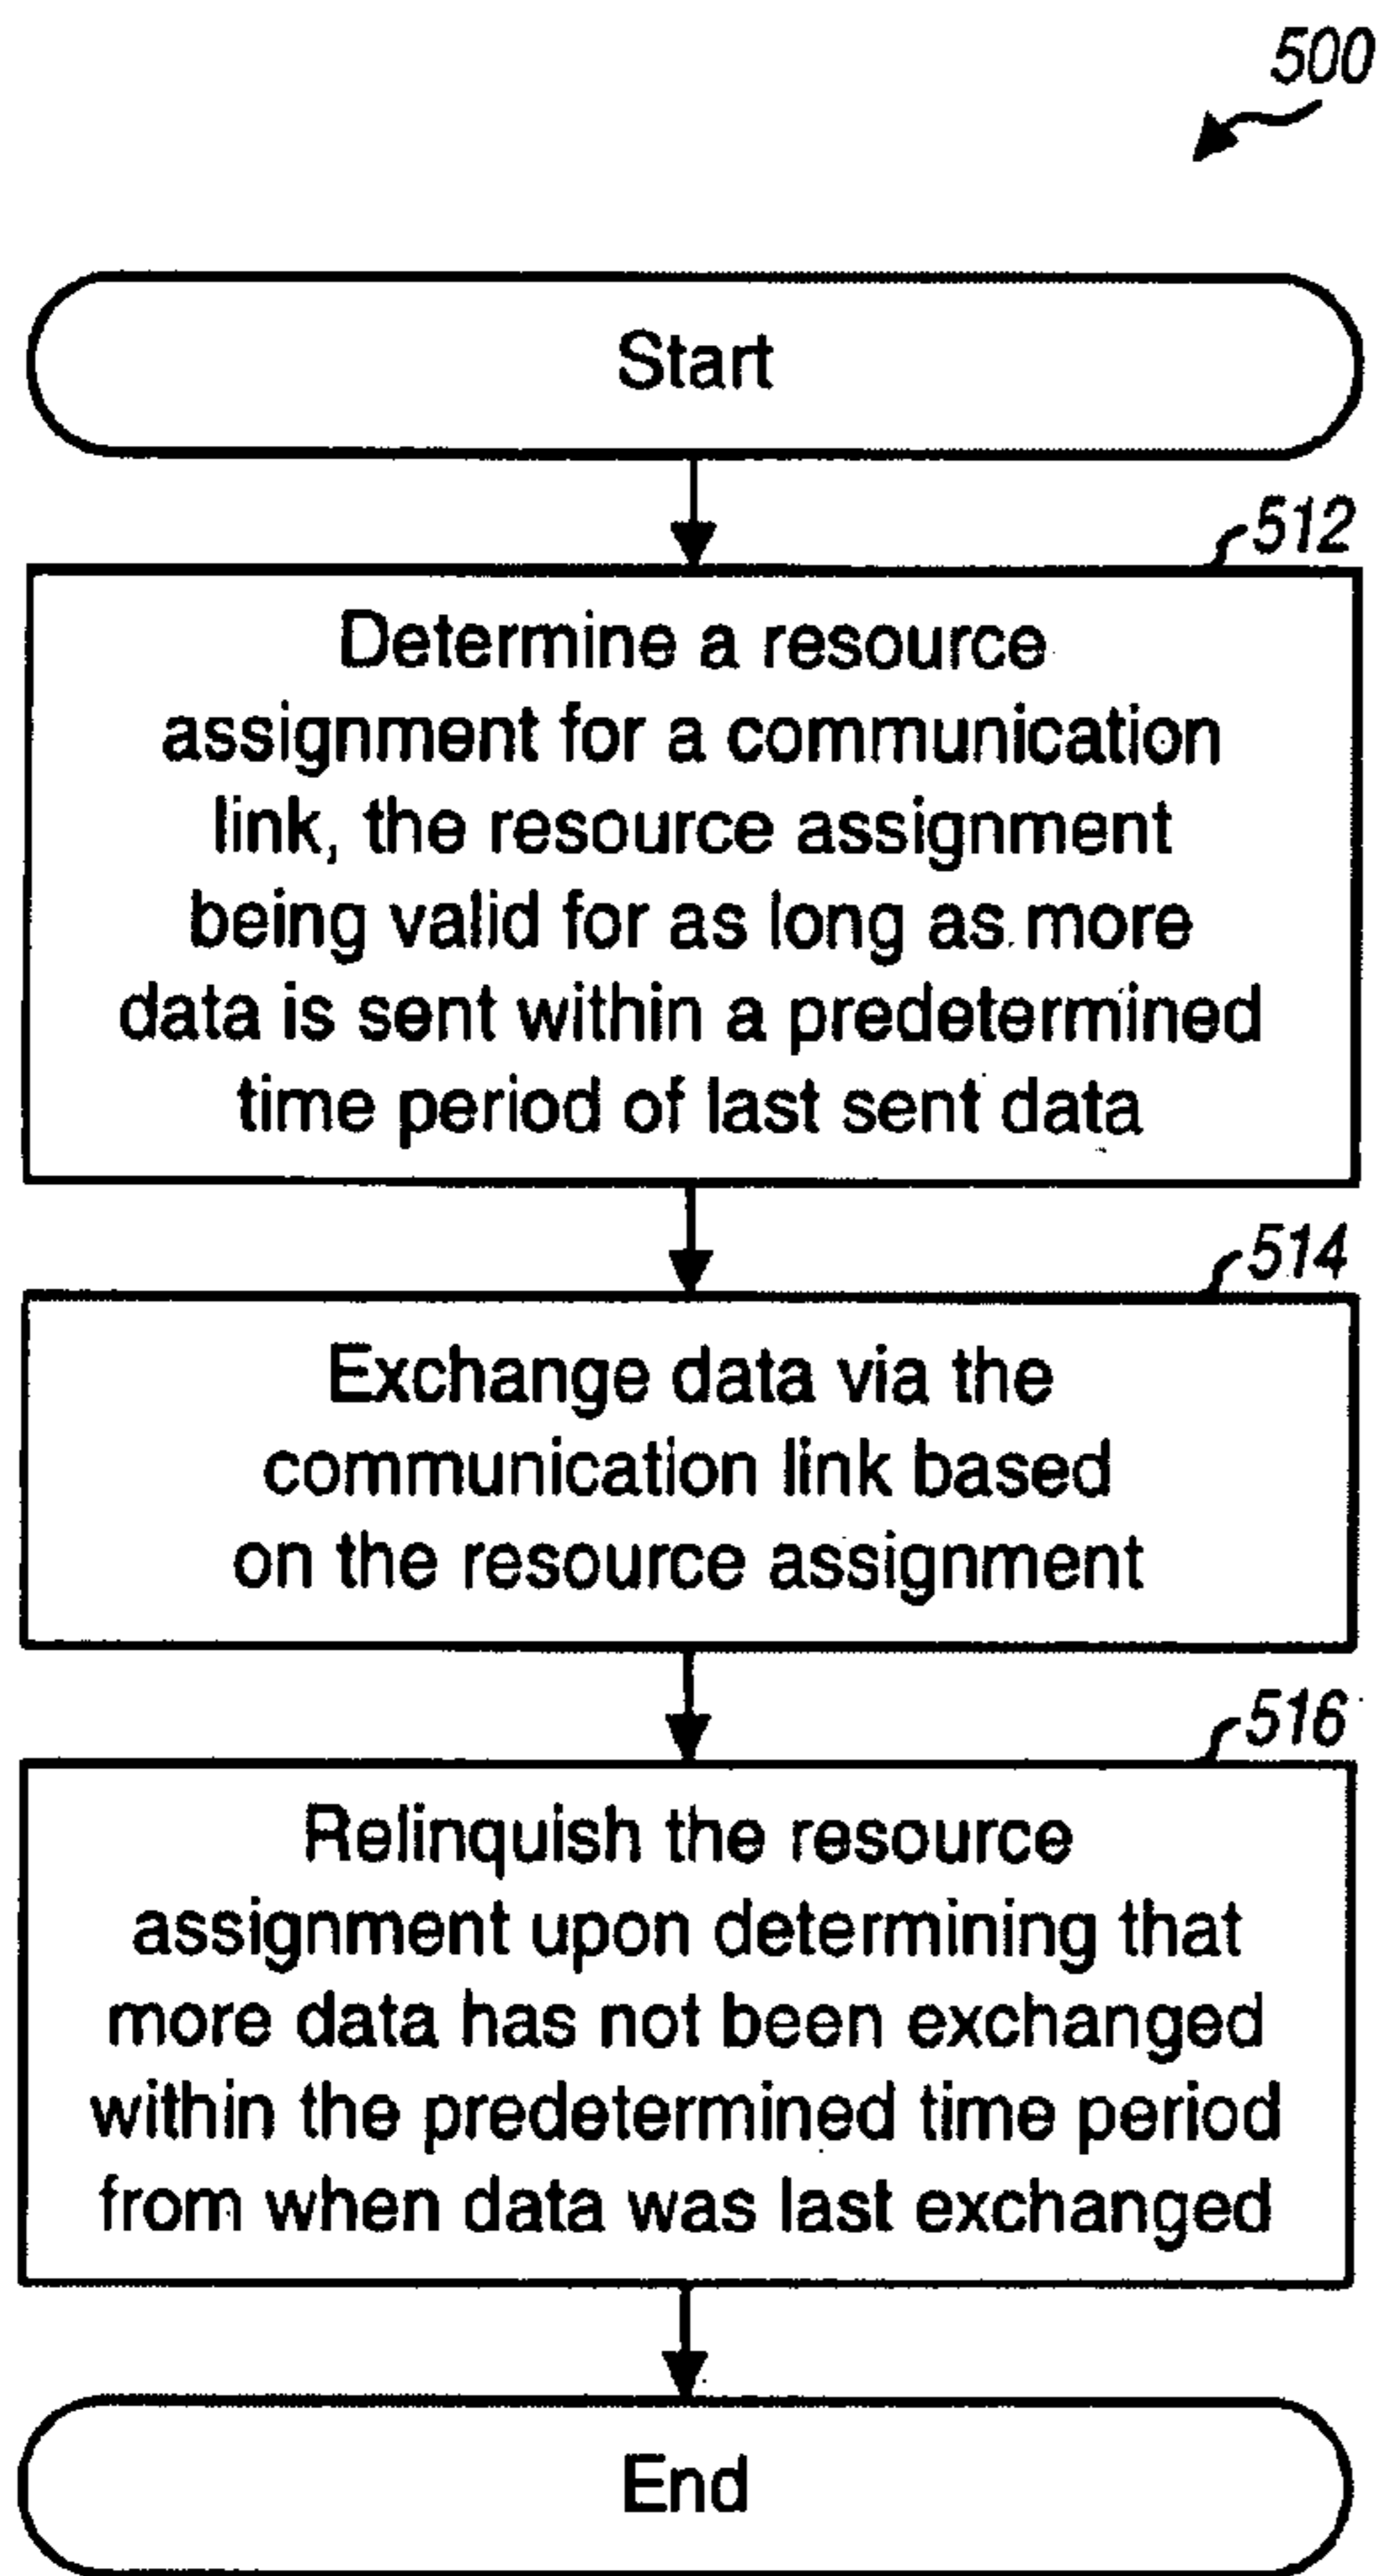 500
Start
512
Determine a resource
assignment for a communication
link, the resource assignment
being valid for as long as more
data is sent within a predetermined
time period of last sent data
514
Exchange data via the
communication link based
on the resource assignment
516
Relinquish the resource
assignment upon determining that
more data has not been exchanged
within the predetermined time period
from when data was last exchanged
End